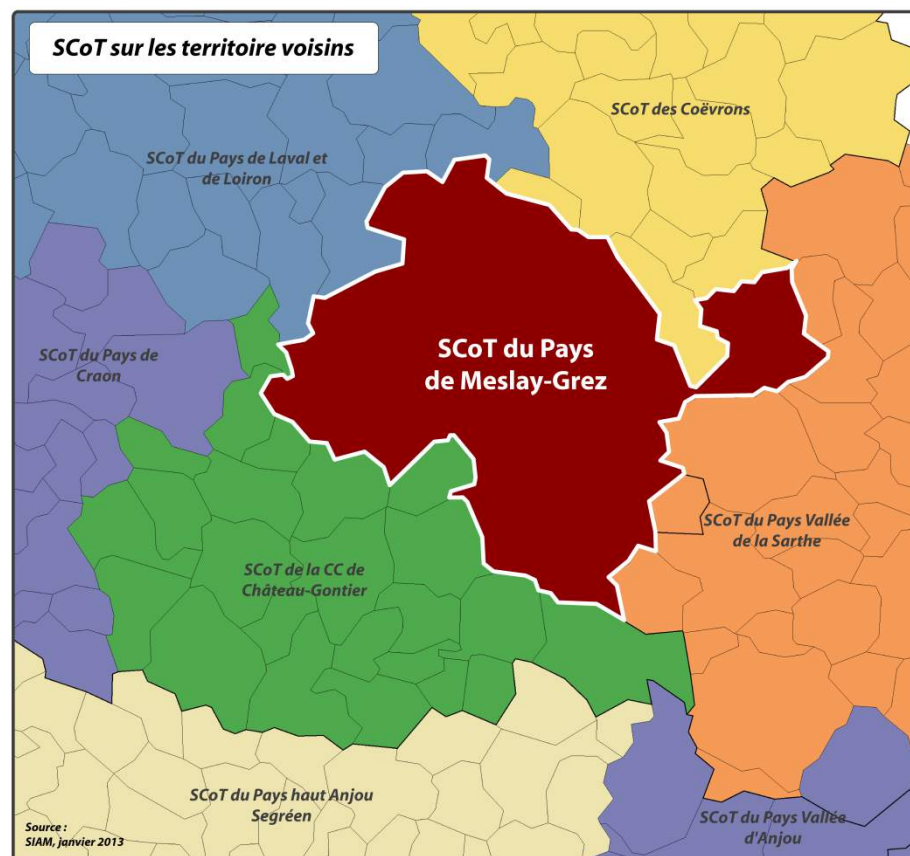 SCoT sur les territoire voisins
SCoT des Coëvrons
SCoT du Pays de Laval et
de Loiron
SCoT du Pays
de Meslay-Grez
SCoT du Pays de
Craon
SCoT du Pays Vallée
de la Sarthe
SCoT de la CC de
Château-Gontier
SCoT du Pays haut Anjou
Segréen
SCoT du Pays Vallée
d'Anjou
Source :
SIAM, janvier 2013